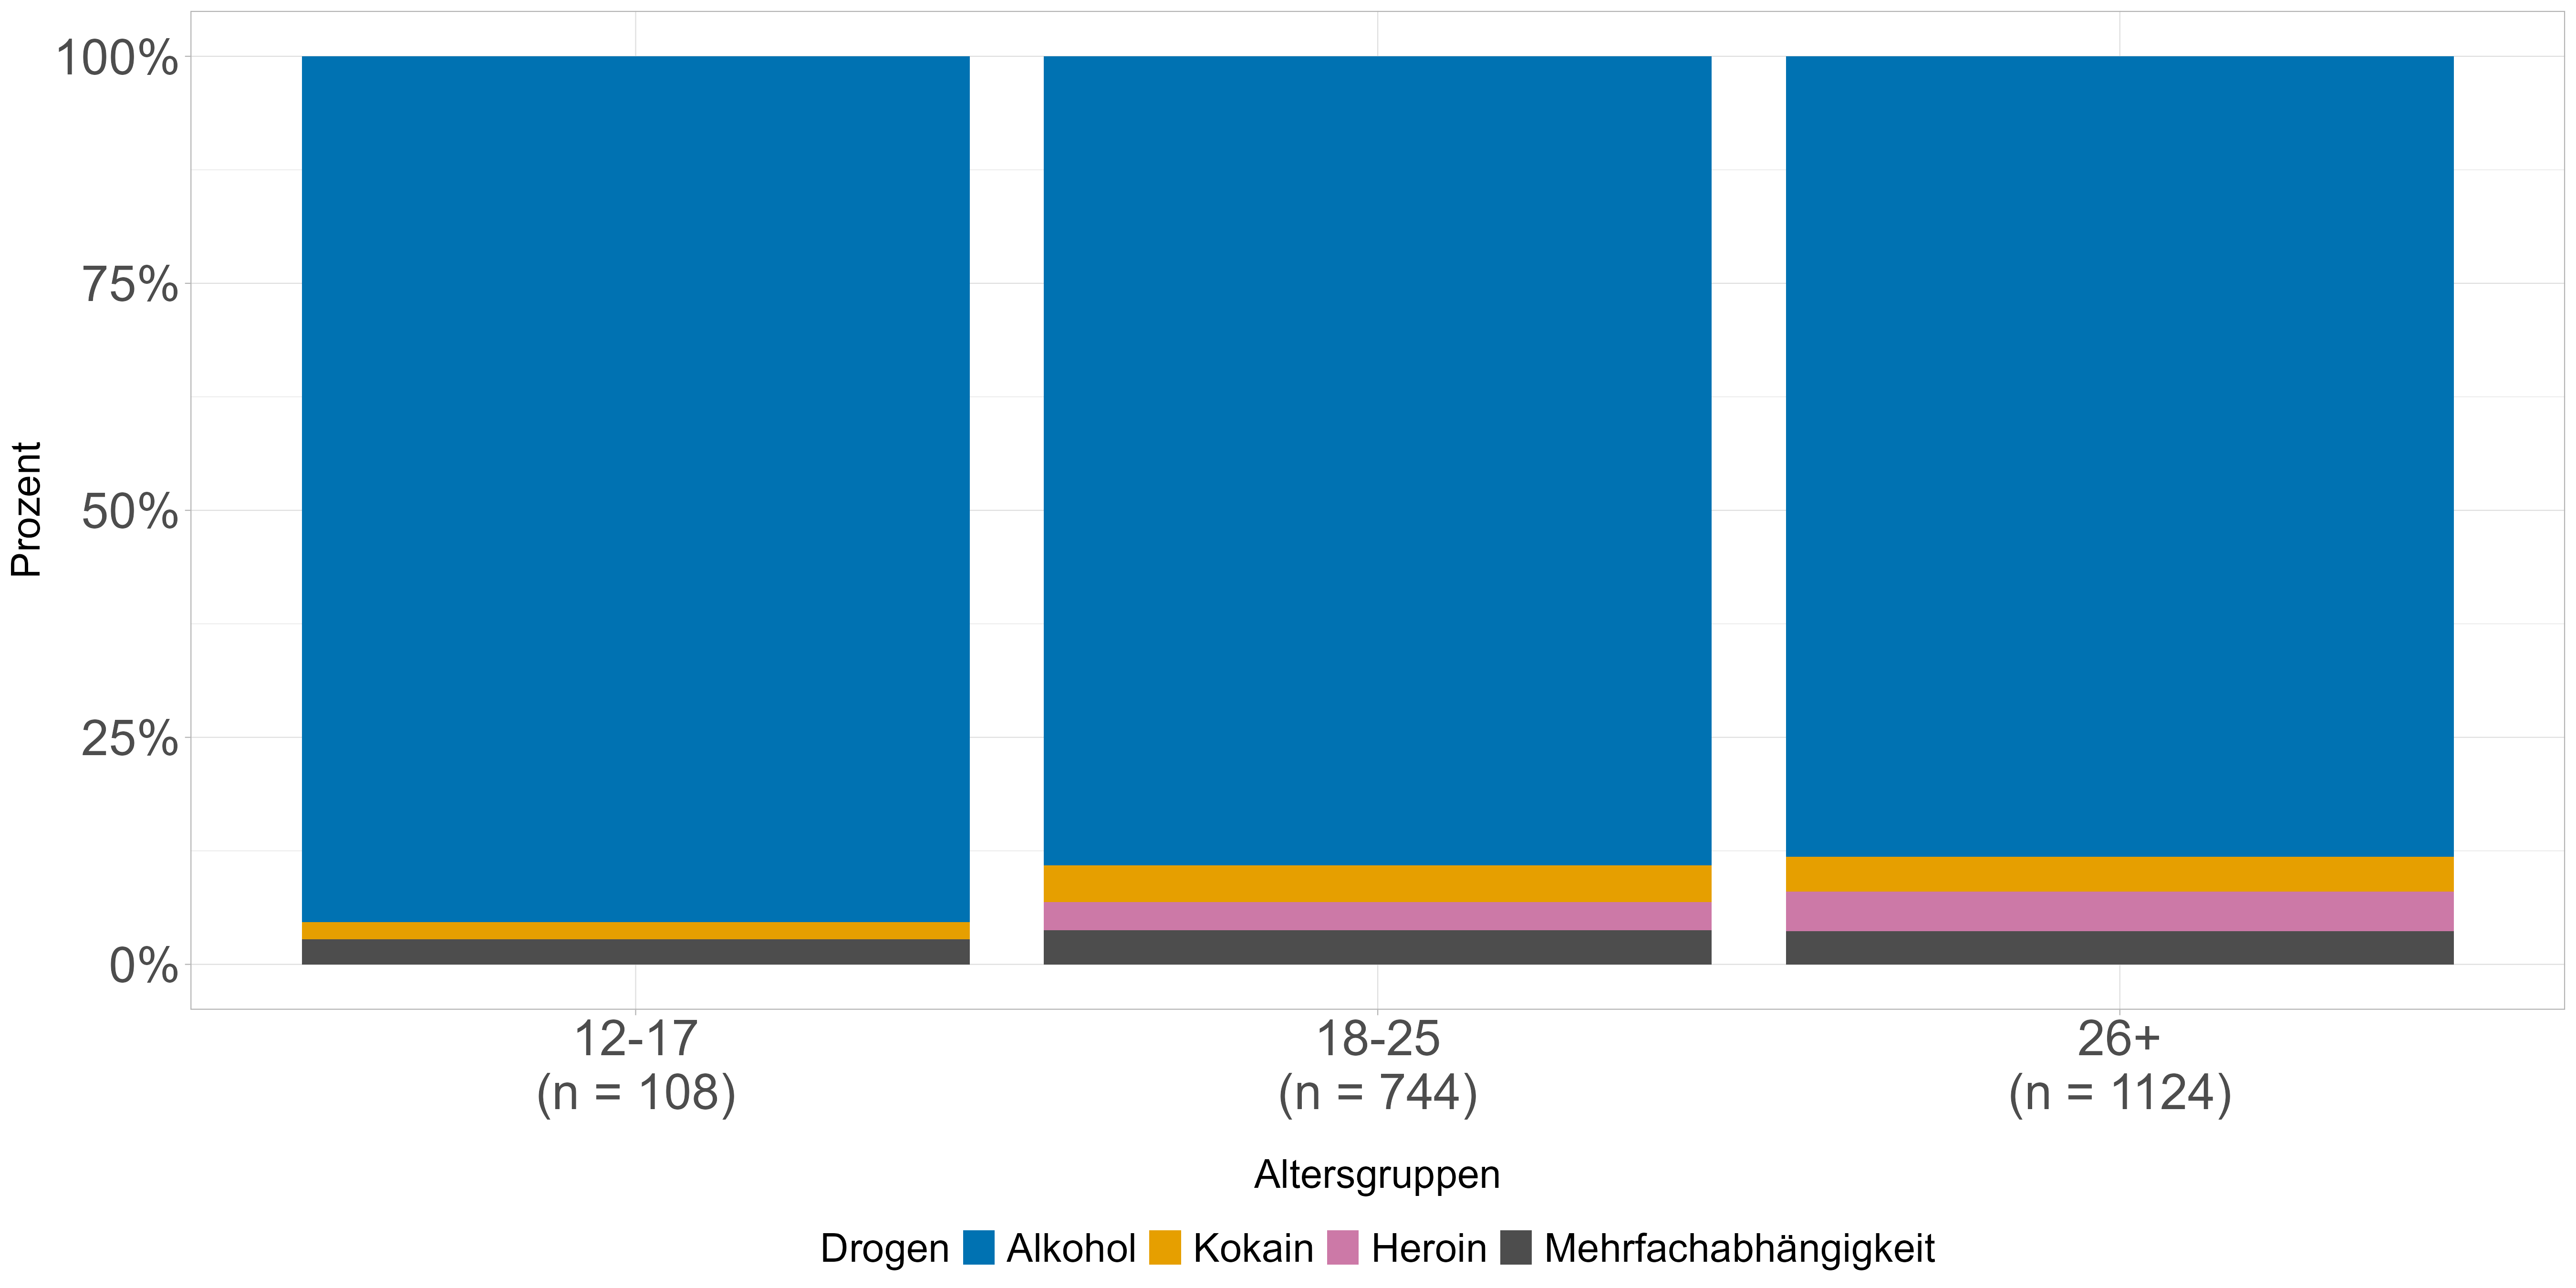 Prozent
100%
75%
50%
25%
0%
12-17
(n = 108)
18-25
(n = 744)
26+
(n = 1124)
Altersgruppen
Drogen Alkohol Kokain Heroin Mehrfachabhängigkeit